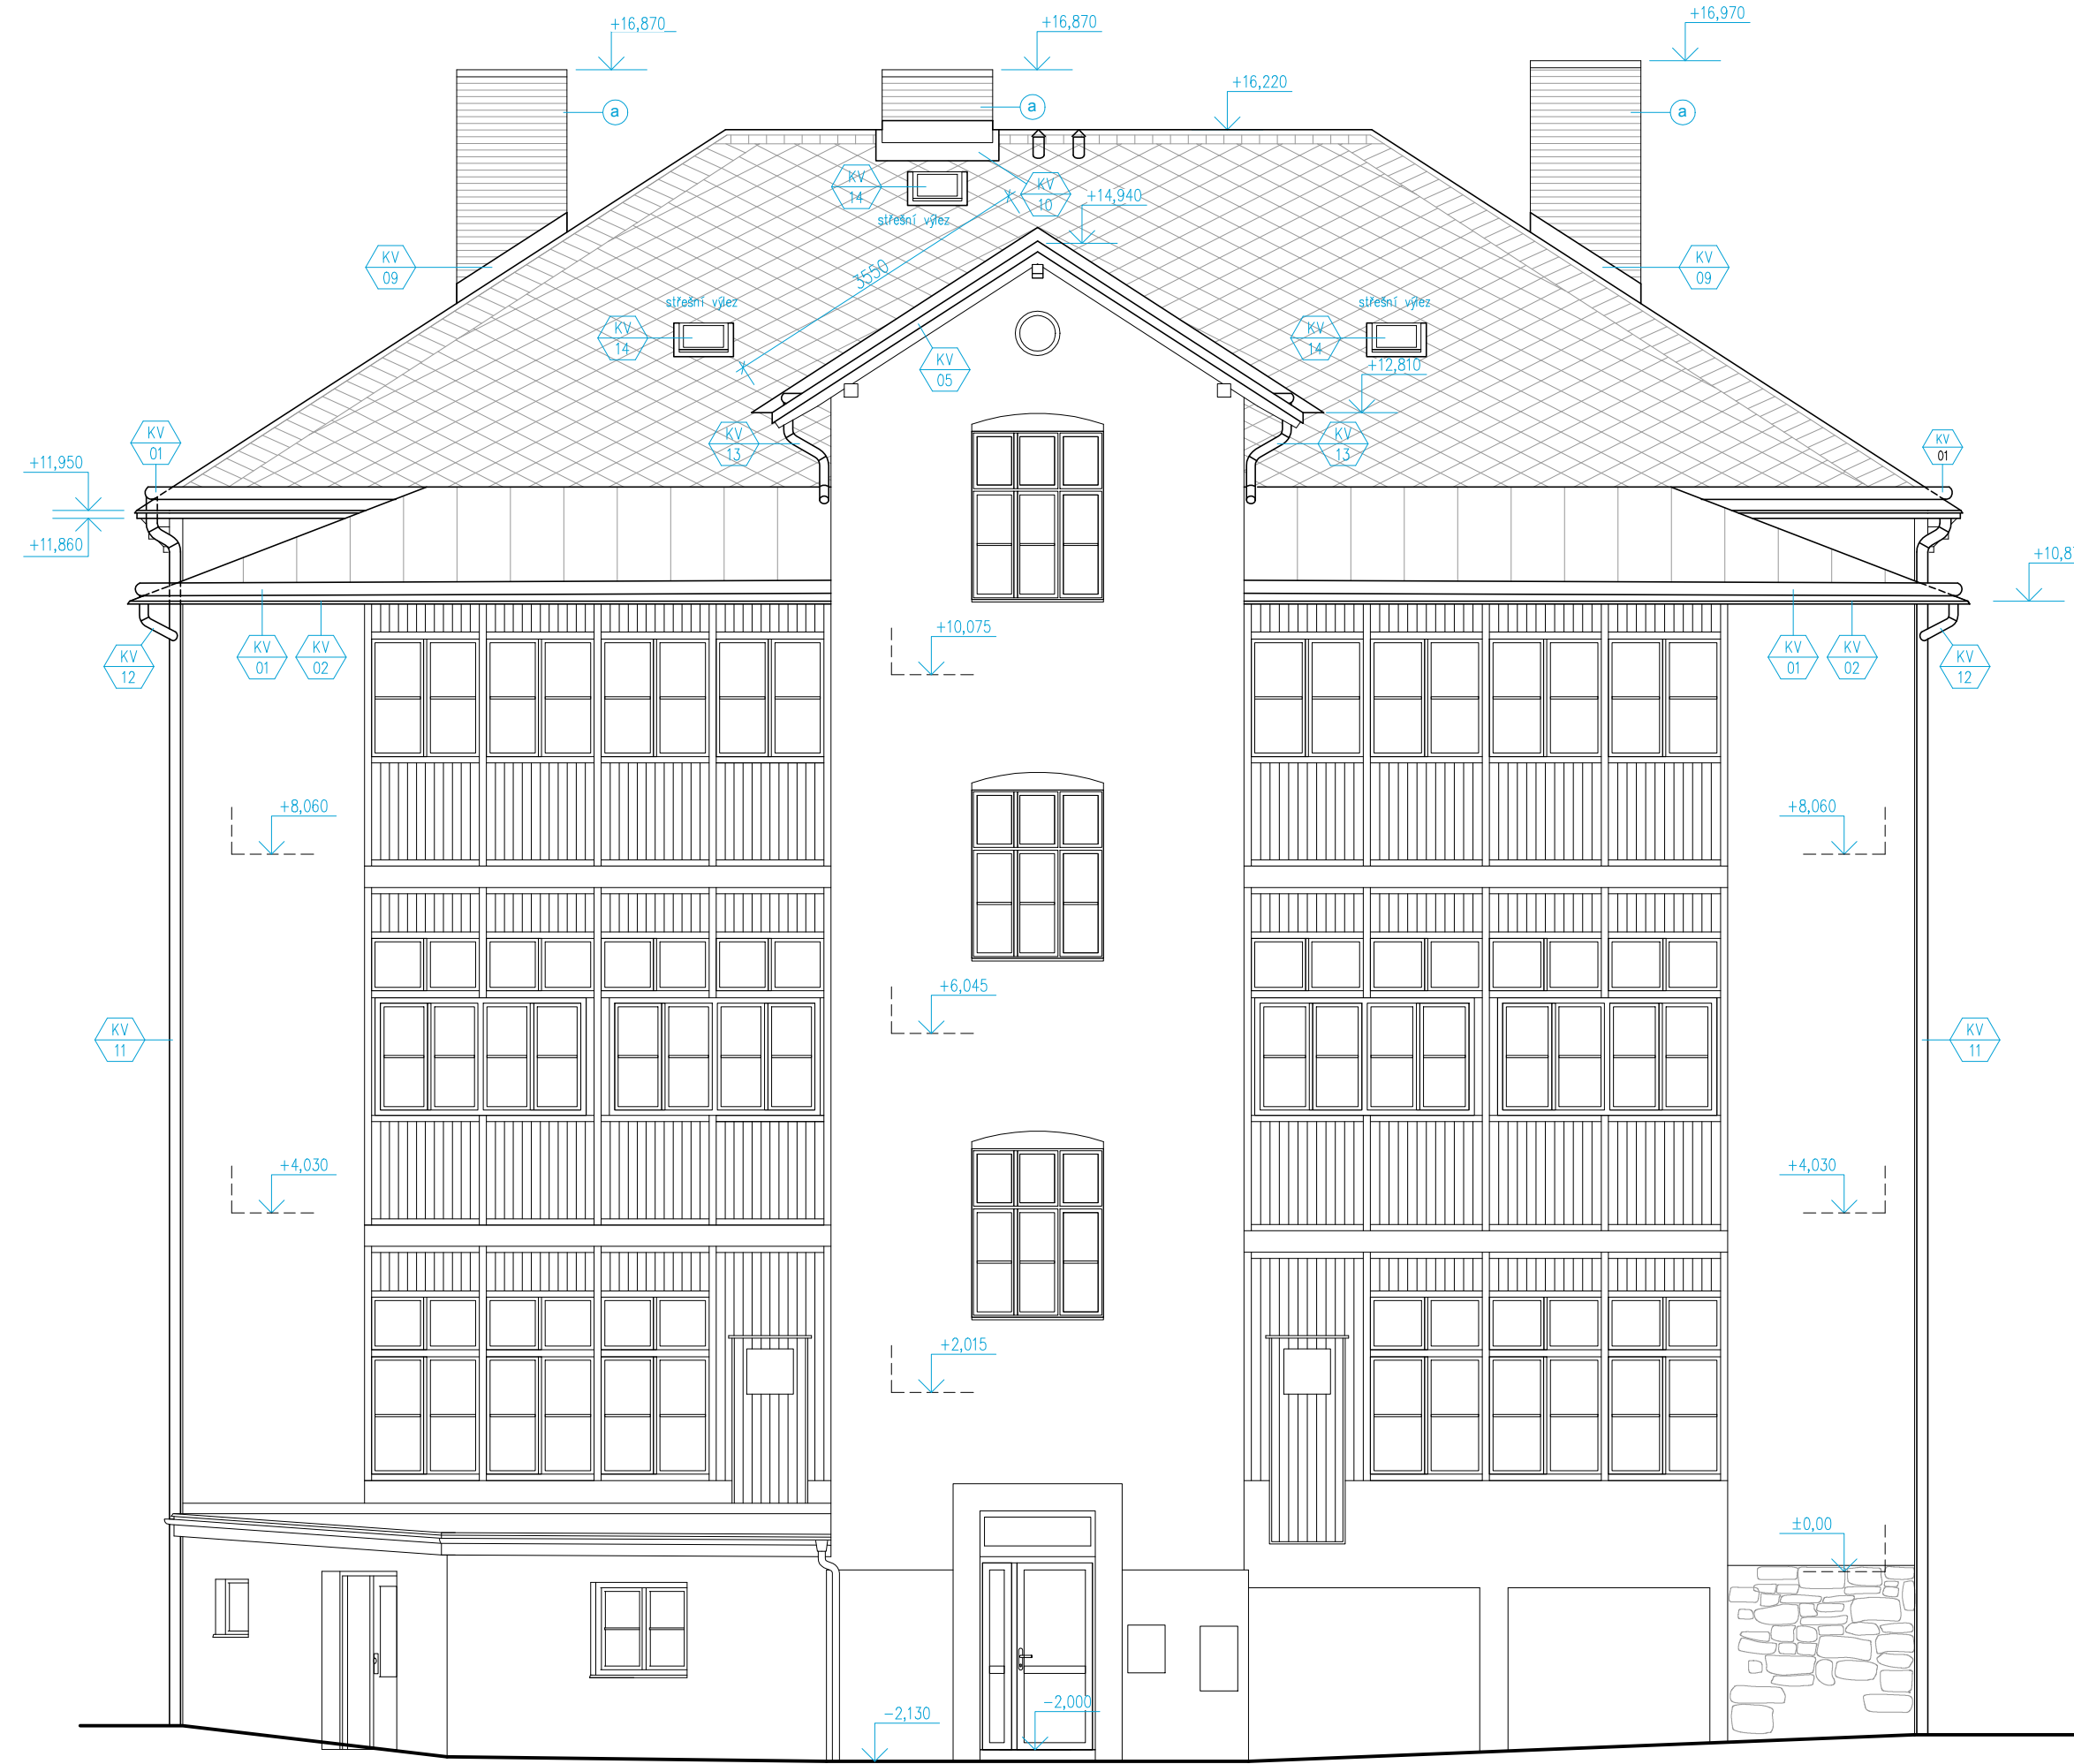 +16,970
+16,870
+16,870
+16,220
a
a
a
KV
14
KV
10
+14,940
střešní výlez
KV
09
KV
09
3550
střešní výlez
střešní výlez
KV
14
KV
14
KV
05
+12,810
KV
01
KV
13
KV
13
KV
01
+11,950
+11,860
+10,8
KV
12
KV
01
KV
02
+10,075
KV
01
KV
02
KV
12
+8,060
+8,060
+6,045
KV
11
KV
11
+4,030
+4,030
+2,015
±0,00
-2,000
-2,130